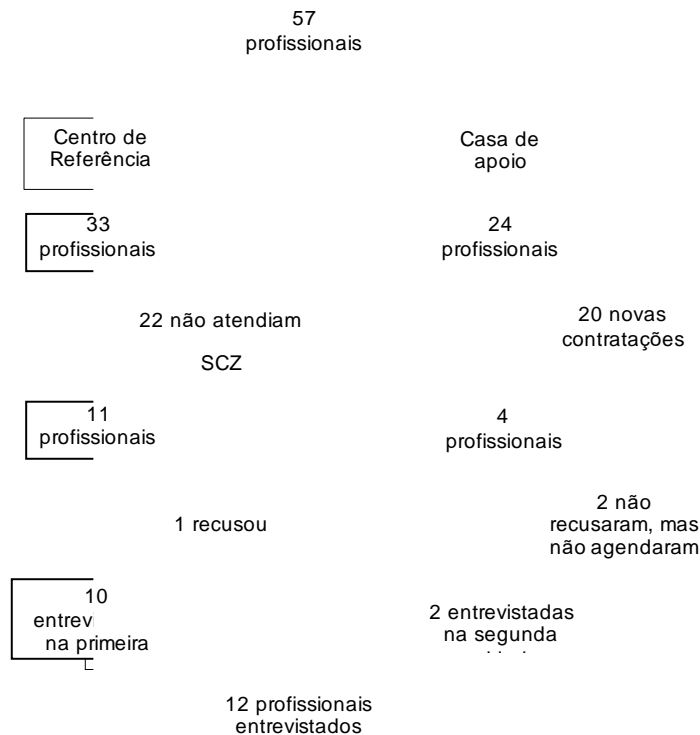 57
profissionais
Centro de
Referência
Casa de
apoio
33
profissionais
24
profissionais
22 não atendiam
SCZ
20 novas
contratações
11
profissionais
4
profissionais
1 recusou
2 não
recusaram, mas
não agendaram
10
na primeira
2 entrevistadas
na segunda
12 profissionais
entrevistados